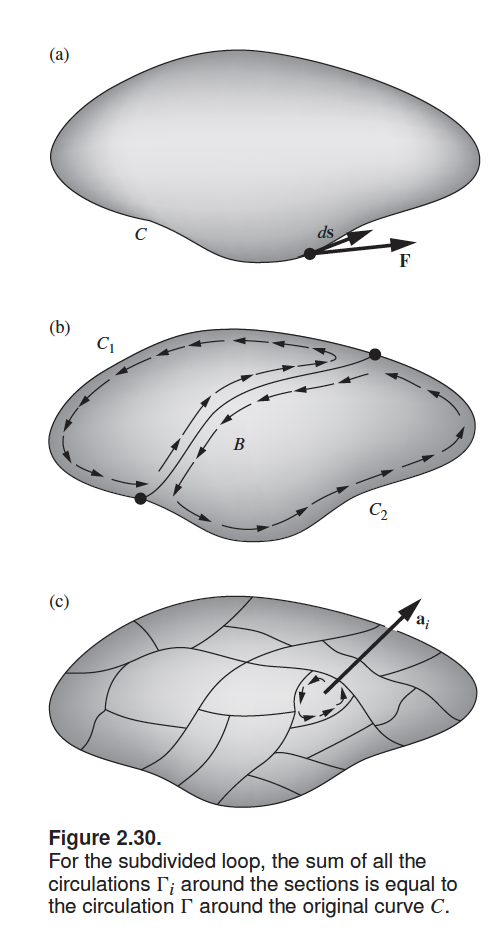 (a)
C
ds
F
(b)
C1
B
C2
(c)
ai
Figure 2.30.
For the subdivided loop, the sum of all the
circulations Γi around the sections is equal to
the circulation Γ around the original curve C.